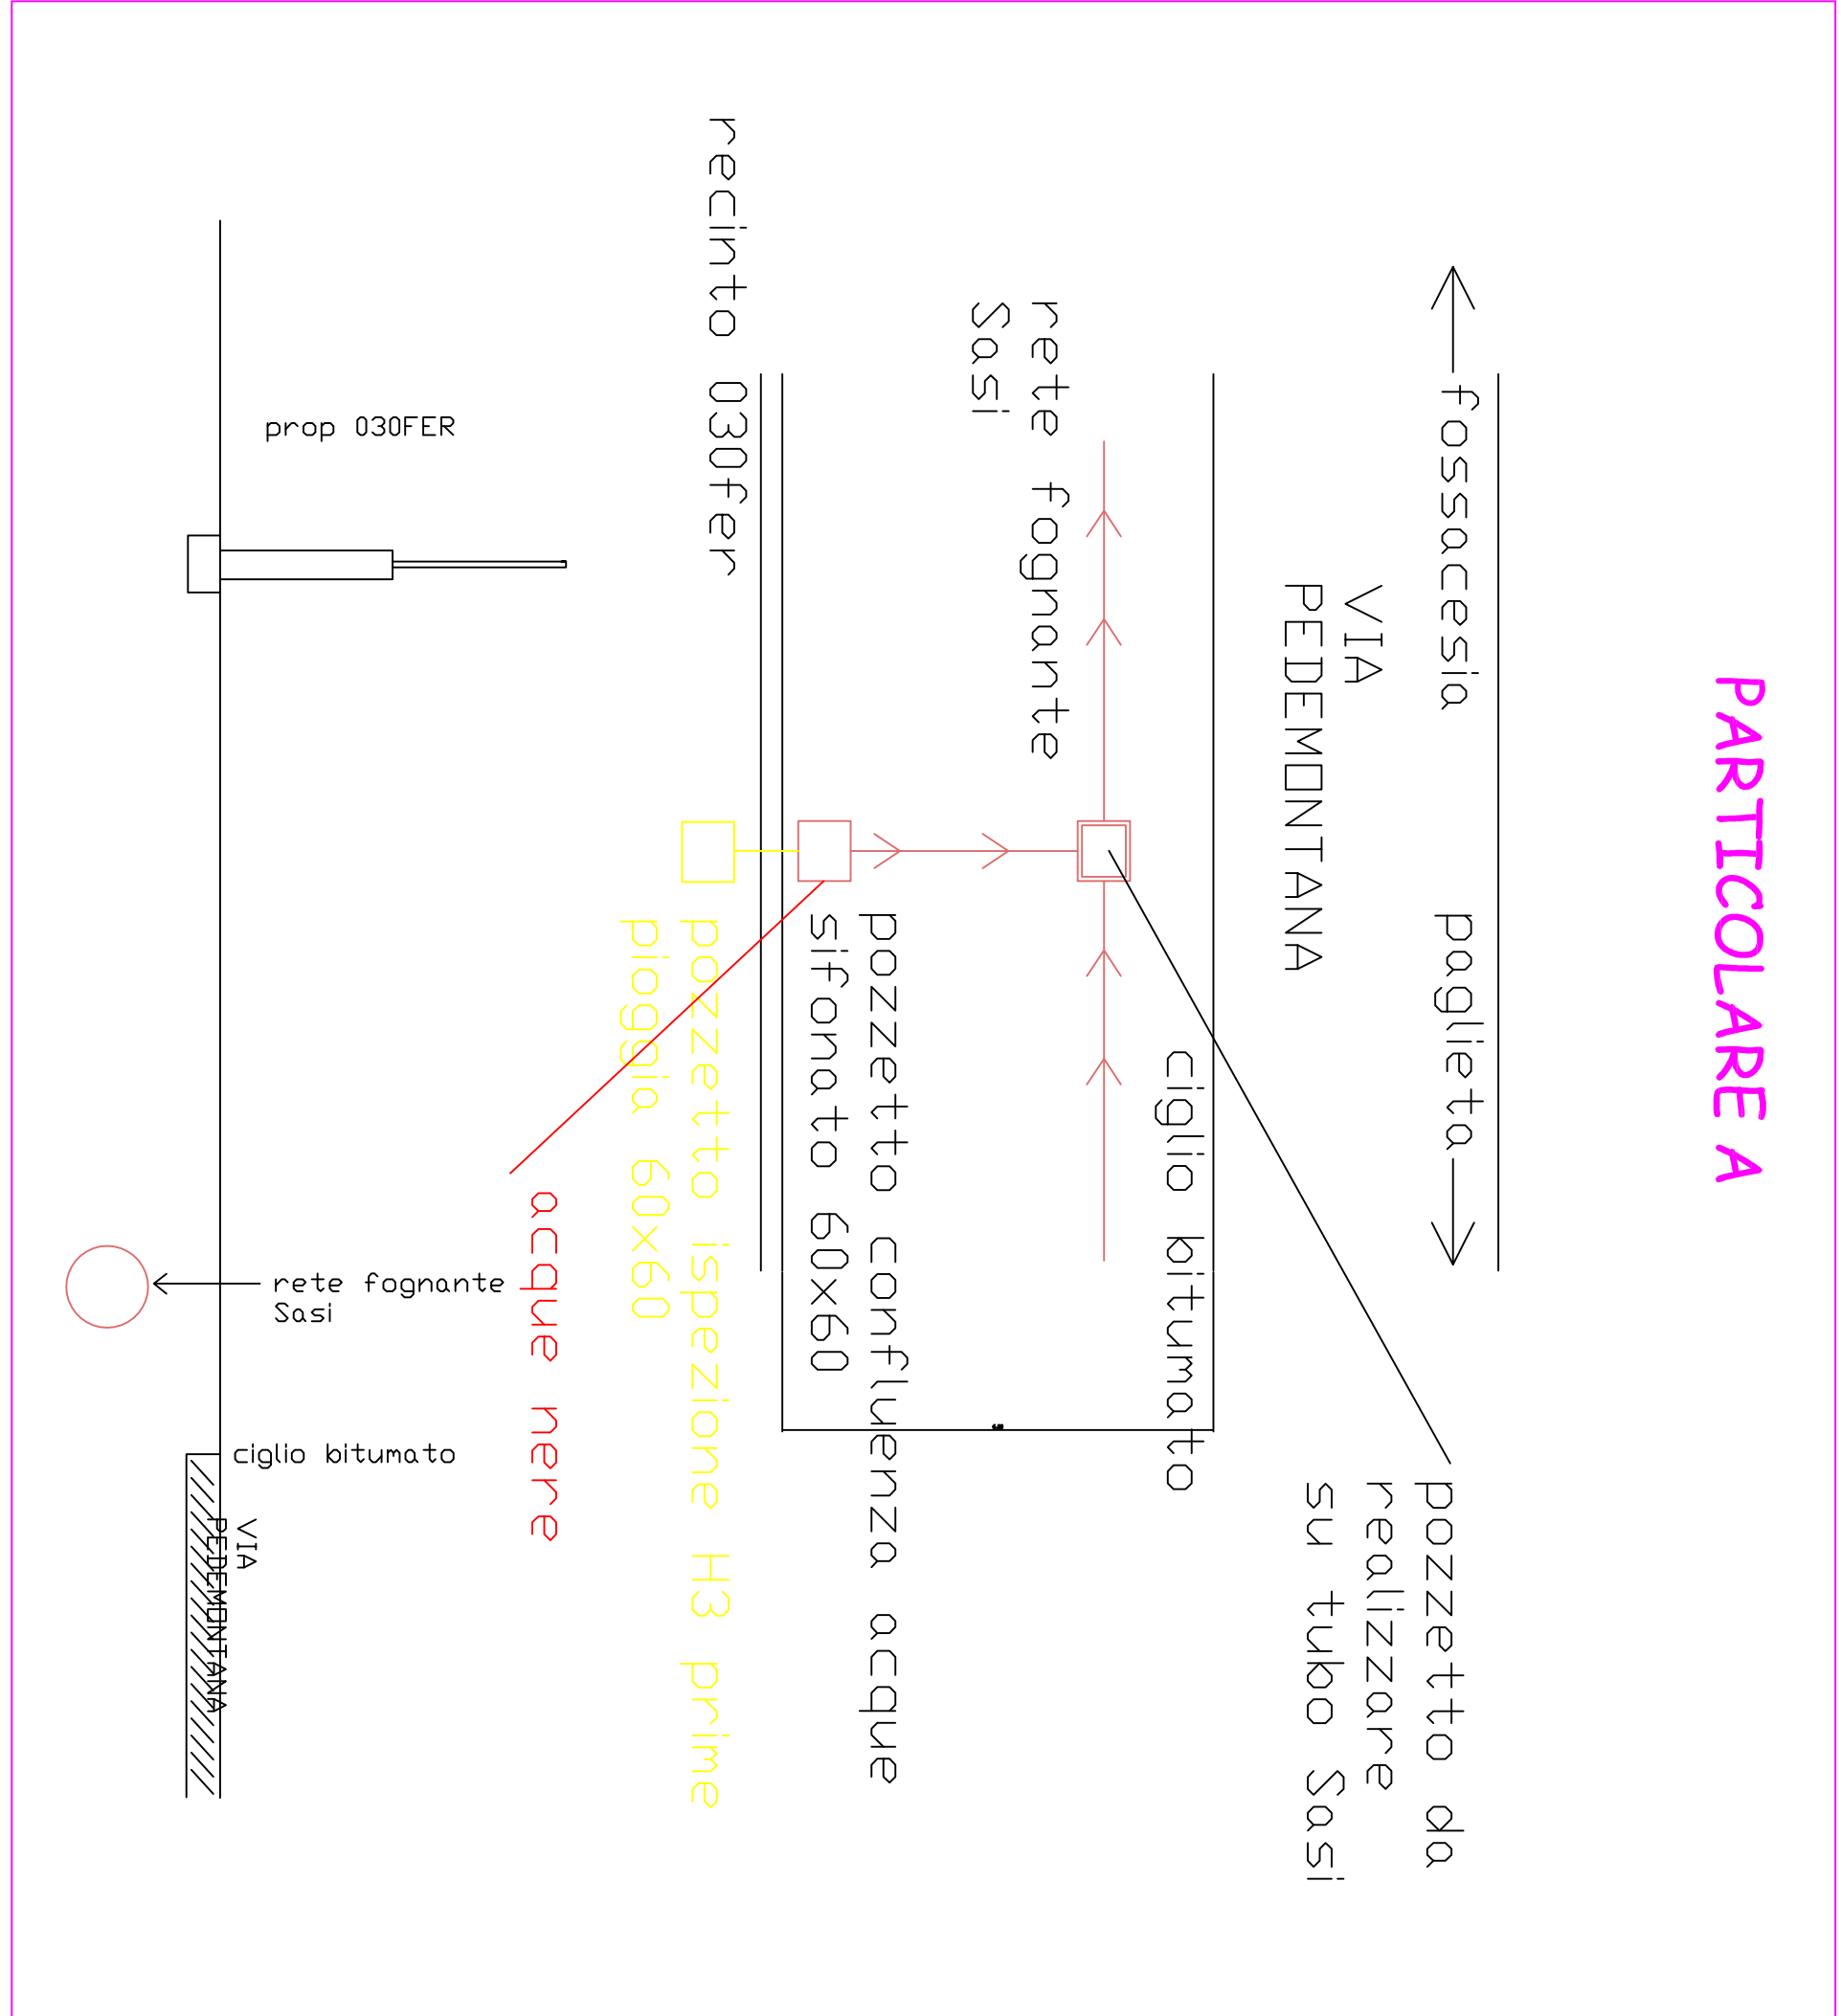 PARTICOLARE A
fossacesia
paglieta
VIA
PEDEMONTANA
pozzetto da
realizzare
su tubo Sasi
ciglio bitumato
rete fognante
Sasi
pozzetto confluenza acque
sifonato 60x60
recinto 030fer
pozzetto ispezione H3 prime
pioggia 60x60
acque nere
prop 030FER
rete fognante
Sasi
ciglio bitumato
VIA
PEDEMONTANA